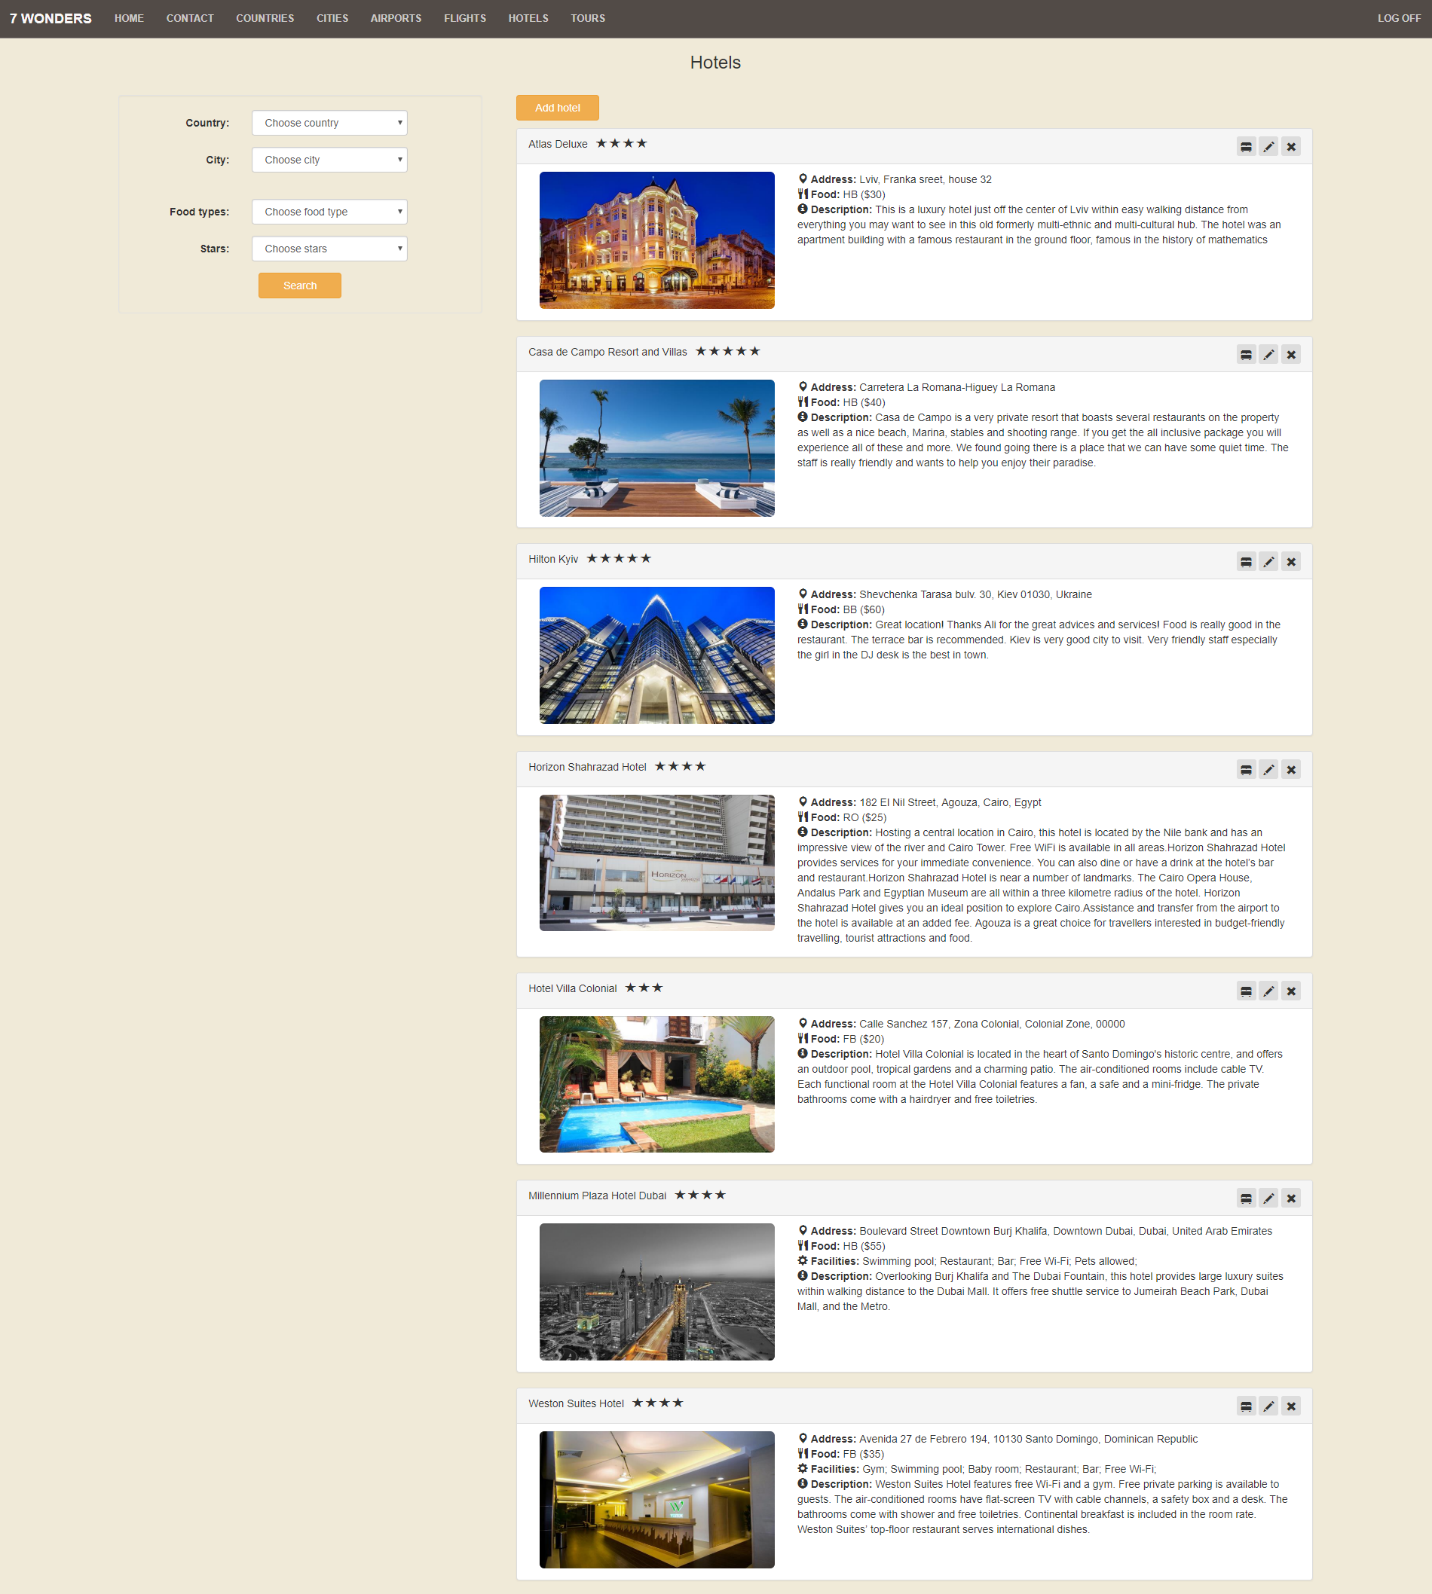 7 WONDERS HOME CONTACT COUNTRIES CITIES AIRPORTS FLIGHTS HOTELS TOURS LOG OFF
Hotels
Country: Choose country
City: Choose city
Food types: Choose food type
Stars: Choose stars
Search
Add hotel
Atlas Deluxe ★★★★
Address: Lviv, Franka sreet, house 32
Food: HB ($30)
Description: This is a luxury hotel just off the center of Lviv within easy walking distance from
everything you may want to see in this old formerly multi-ethnic and multi-cultural hub. The hotel was an
apartment building with a famous restaurant in the ground floor, famous in the history of mathematics
Casa de Campo Resort and Villas ★★★★★
Address: Carretera La Romana-Higuey La Romana
Food: HB ($40)
Description: Casa de Campo is a very private resort that boasts several restaurants on the property
as well as a nice beach, Marina, stables and shooting range. If you get the all inclusive package you will
experience all of these and more. We found going there is a place that we can have some quiet time. The
staff is really friendly and wants to help you enjoy their paradise.
Hilton Kyiv ★★★★★
Address: Shevchenka Tarasa bulv. 30, Kiev 01030, Ukraine
Food: BB ($60)
Description: Great location! Thanks Ali for the great advices and services! Food is really good in the
restaurant. The terrace bar is recommended. Kiev is very good city to visit. Very friendly staff especially
the girl in the DJ desk is the best in town.
Horizon Shahrazad Hotel ★★★★
Horizon
Address: 182 El Nil Street, Agouza, Cairo, Egypt
Food: RO ($25)
Description: Hosting a central location in Cairo, this hotel is located by the Nile bank and has an
impressive view of the river and Cairo Tower. Free WiFi is available in all areas.Horizon Shahrazad Hotel
provides services for your immediate convenience. You can also dine or have a drink at the hotel's bar
and restaurant.Horizon Shahrazad Hotel is near a number of landmarks. The Cairo Opera House,
Andalus Park and Egyptian Museum are all within a three kilometre radius of the hotel. Horizon
Shahrazad Hotel gives you an ideal position to explore Cairo.Assistance and transfer from the airport to
the hotel is available at an added fee. Agouza is a great choice for travellers interested in budget-friendly
travelling, tourist attractions and food.
Hotel Villa Colonial ★★★
Address: Calle Sanchez 157, Zona Colonial, Colonial Zone, 00000
Food: FB ($20)
Description: Hotel Villa Colonial is located in the heart of Santo Domingo's historic centre, and offers
an outdoor pool, tropical gardens and a charming patio. The air-conditioned rooms include cable TV.
Each functional room at the Hotel Villa Colonial features a fan, a safe and a mini-fridge. The private
bathrooms come with a hairdryer and free toiletries.
Millennium Plaza Hotel Dubai ★★★★
Address: Boulevard Street Downtown Burj Khalifa, Downtown Dubai, Dubai, United Arab Emirates
Food: HB ($55)
Facilities: Swimming pool; Restaurant; Bar; Free Wi-Fi; Pets allowed;
Description: Overlooking Burj Khalifa and The Dubai Fountain, this hotel provides large luxury suites
within walking distance to the Dubai Mall. It offers free shuttle service to Jumeirah Beach Park, Dubai
Mall, and the Metro.
Weston Suites Hotel ★★★★
Address: Avenida 27 de Febrero 194, 10130 Santo Domingo, Dominican Republic
Food: FB ($35)
Facilities: Gym; Swimming pool; Baby room; Restaurant; Bar; Free Wi-Fi;
Description: Weston Suites Hotel features free Wi-Fi and a gym. Free private parking is available to
guests. The air-conditioned rooms have flat-screen TV with cable channels, a safety box and a desk. The
bathrooms come with shower and free toiletries. Continental breakfast is included in the room rate.
Weston Suites' top-floor restaurant serves international dishes.